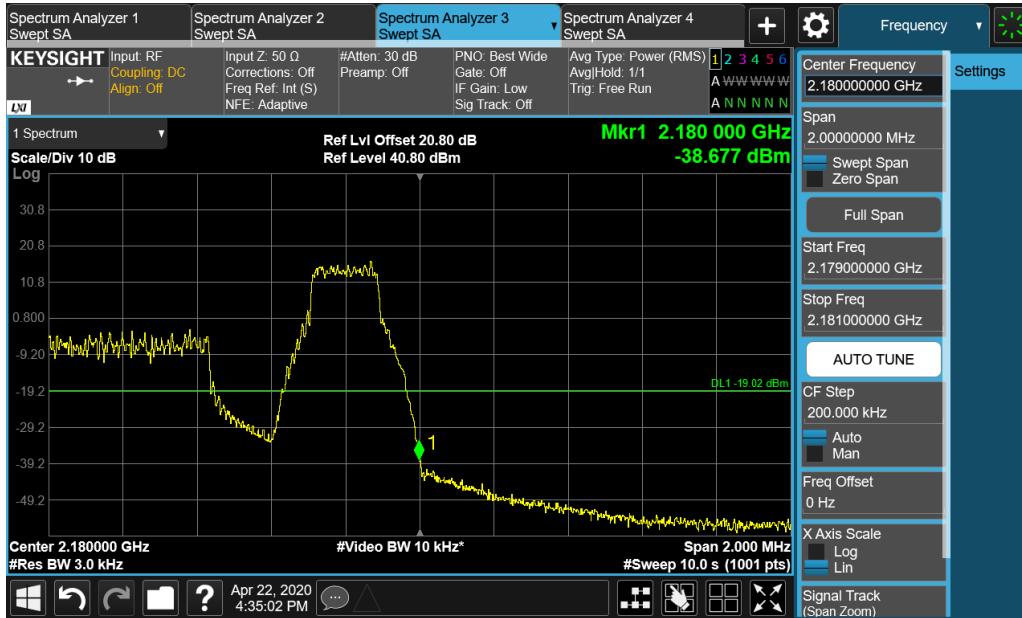 Spectrum Analyzer 1
Swept SA
Spectrum Analyzer 2
Swept SA
Spectrum Analyzer 3
Swept SA
Spectrum Analyzer 4
Swept SA
+
Frequency
KEYSIGHT
LXI
Input: RF
Coupling: DC
Align: Off
Input Z: 50 Ω
Corrections: Off
Freq Ref: Int (S)
NFE: Adaptive
#Atten: 30 dB
Preamp: Off
PNO: Best Wide
Gate: Off
IF Gain: Low
Sig Track: Off
Avg Type: Power (RMS)
Avg|Hold: 1/1
Trig: Free Run
1 2 3 4 5 6
A W W W W W
A N N N N N
1 Spectrum
Scale/Div 10 dB
Log
Ref Lvl Offset 20.80 dB
Ref Level 40.80 dBm
Mkr1 2.180 000 GHz
-38.677 dBm
30.8
20.8
10.8
0.800
-9.20
-19.2
-29.2
-39.2
-49.2
DL1 -19.02 dBm
1
Center 2.180000 GHz
#Res BW 3.0 kHz
#Video BW 10 kHz*
Span 2.000 MHz
#Sweep 10.0 s (1001 pts)
Center Frequency
2.180000000 GHz
Span
2.00000000 MHz
Swept Span
Zero Span
Full Span
Start Freq
2.179000000 GHz
Stop Freq
2.181000000 GHz
AUTO TUNE
CF Step
200.000 kHz
Auto
Man
Freq Offset
0 Hz
X Axis Scale
Log
Lin
Signal Track
(Span Zoom)
Settings
?
Apr 22, 2020
4:35:02 PM